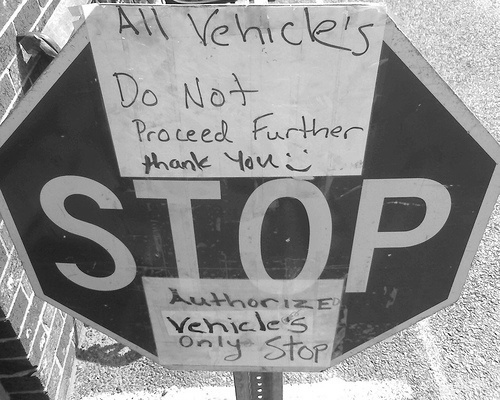 All Vehicle's
Do Not
Proceed Further
thank You :)
STOP
AuthorIZE
Vehicle's
Only Stop